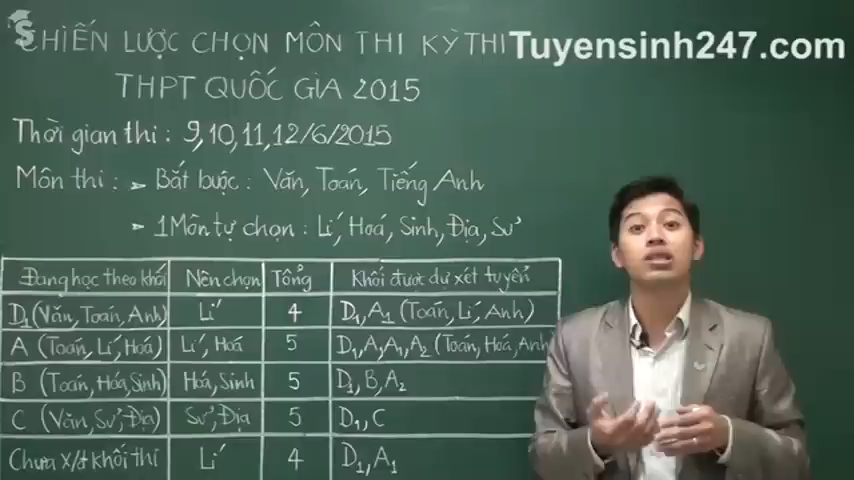 CHIẾN LƯỢC CHỌN MÔN THI KỲ THI Tuyensinh247.com
THPT QUỐC GIA 2015
Thời gian thi : 9,10,11,12/6/2015
Môn thi : ➢ Bắt buộc : Văn, Toán, Tiếng Anh
➢ 1 Môn tự chọn : Lí, Hoá, Sinh, Địa, Sử
Đang học theo khối Nên chọn Tổng Khối được dự xét tuyển
D1 (Văn, Toán, Anh) Lí 4 D1, A1 (Toán, Lí, Anh)
A (Toán, Lí, Hoá) Lí, Hoá 5 D1, A, A1, A2 (Toán, Hoá, Anh
B (Toán, Hóa, Sinh) Hoá, Sinh 5 D1, B, A2
C (Văn, Sử, Địa) Sử, Địa 5 D1, C
Chưa x/đ khối thi Lí 4 D1, A1